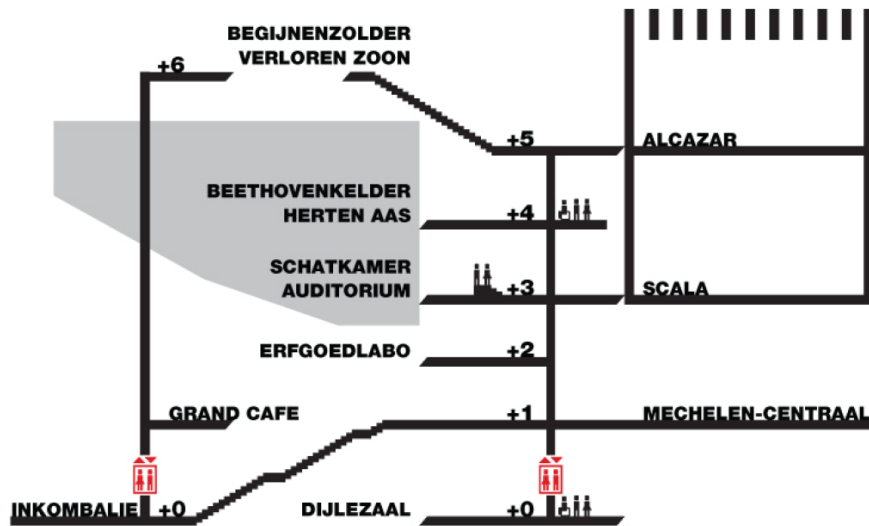 BEGIJNENZOLDER
VERLOREN ZOON
+6
+5
ALCAZAR
BEETHOVENKELDER
HERTEN AAS
+4
SCHATKAMER
AUDITORIUM
+3
SCALA
ERFGOEDLABO
+2
GRAND CAFE
+1
MECHELEN-CENTRAAL
INKOMBALIE
+0
DIJLEZAAL
+0